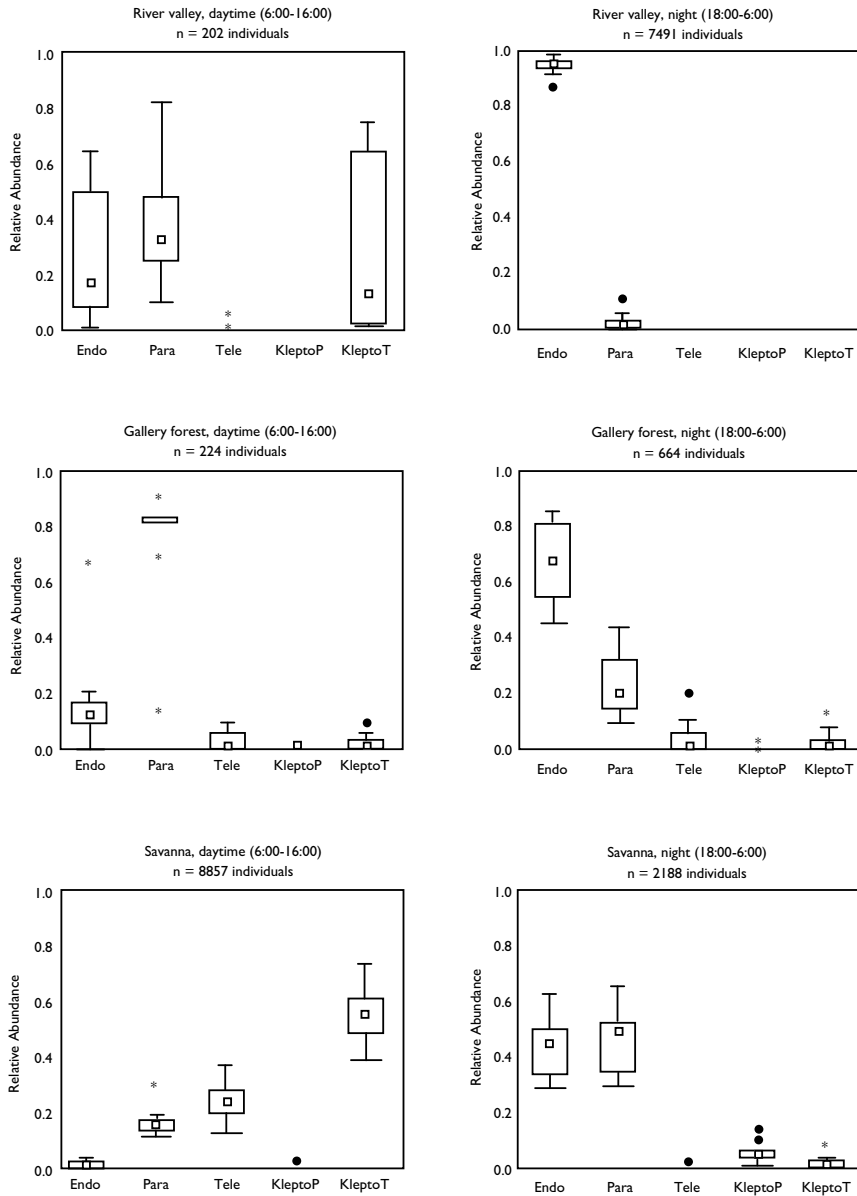 River valley, daytime (6:00-16:00)
n = 202 individuals
Relative Abundance
1.0
0.8
0.6
0.4
0.2
0.0
Endo Para Tele KleptoP KleptoT
River valley, night (18:00-6:00)
n = 7491 individuals
Relative Abundance
1.0
0.8
0.6
0.4
0.2
0.0
Endo Para Tele KleptoP KleptoT
Gallery forest, daytime (6:00-16:00)
n = 224 individuals
Relative Abundance
1.0
0.8
0.6
0.4
0.2
0.0
Endo Para Tele KleptoP KleptoT
Gallery forest, night (18:00-6:00)
n = 664 individuals
Relative Abundance
1.0
0.8
0.6
0.4
0.2
0.0
Endo Para Tele KleptoP KleptoT
Savanna, daytime (6:00-16:00)
n = 8857 individuals
Relative Abundance
1.0
0.8
0.6
0.4
0.2
0.0
Endo Para Tele KleptoP KleptoT
Savanna, night (18:00-6:00)
n = 2188 individuals
Relative Abundance
1.0
0.8
0.6
0.4
0.2
0.0
Endo Para Tele KleptoP KleptoT